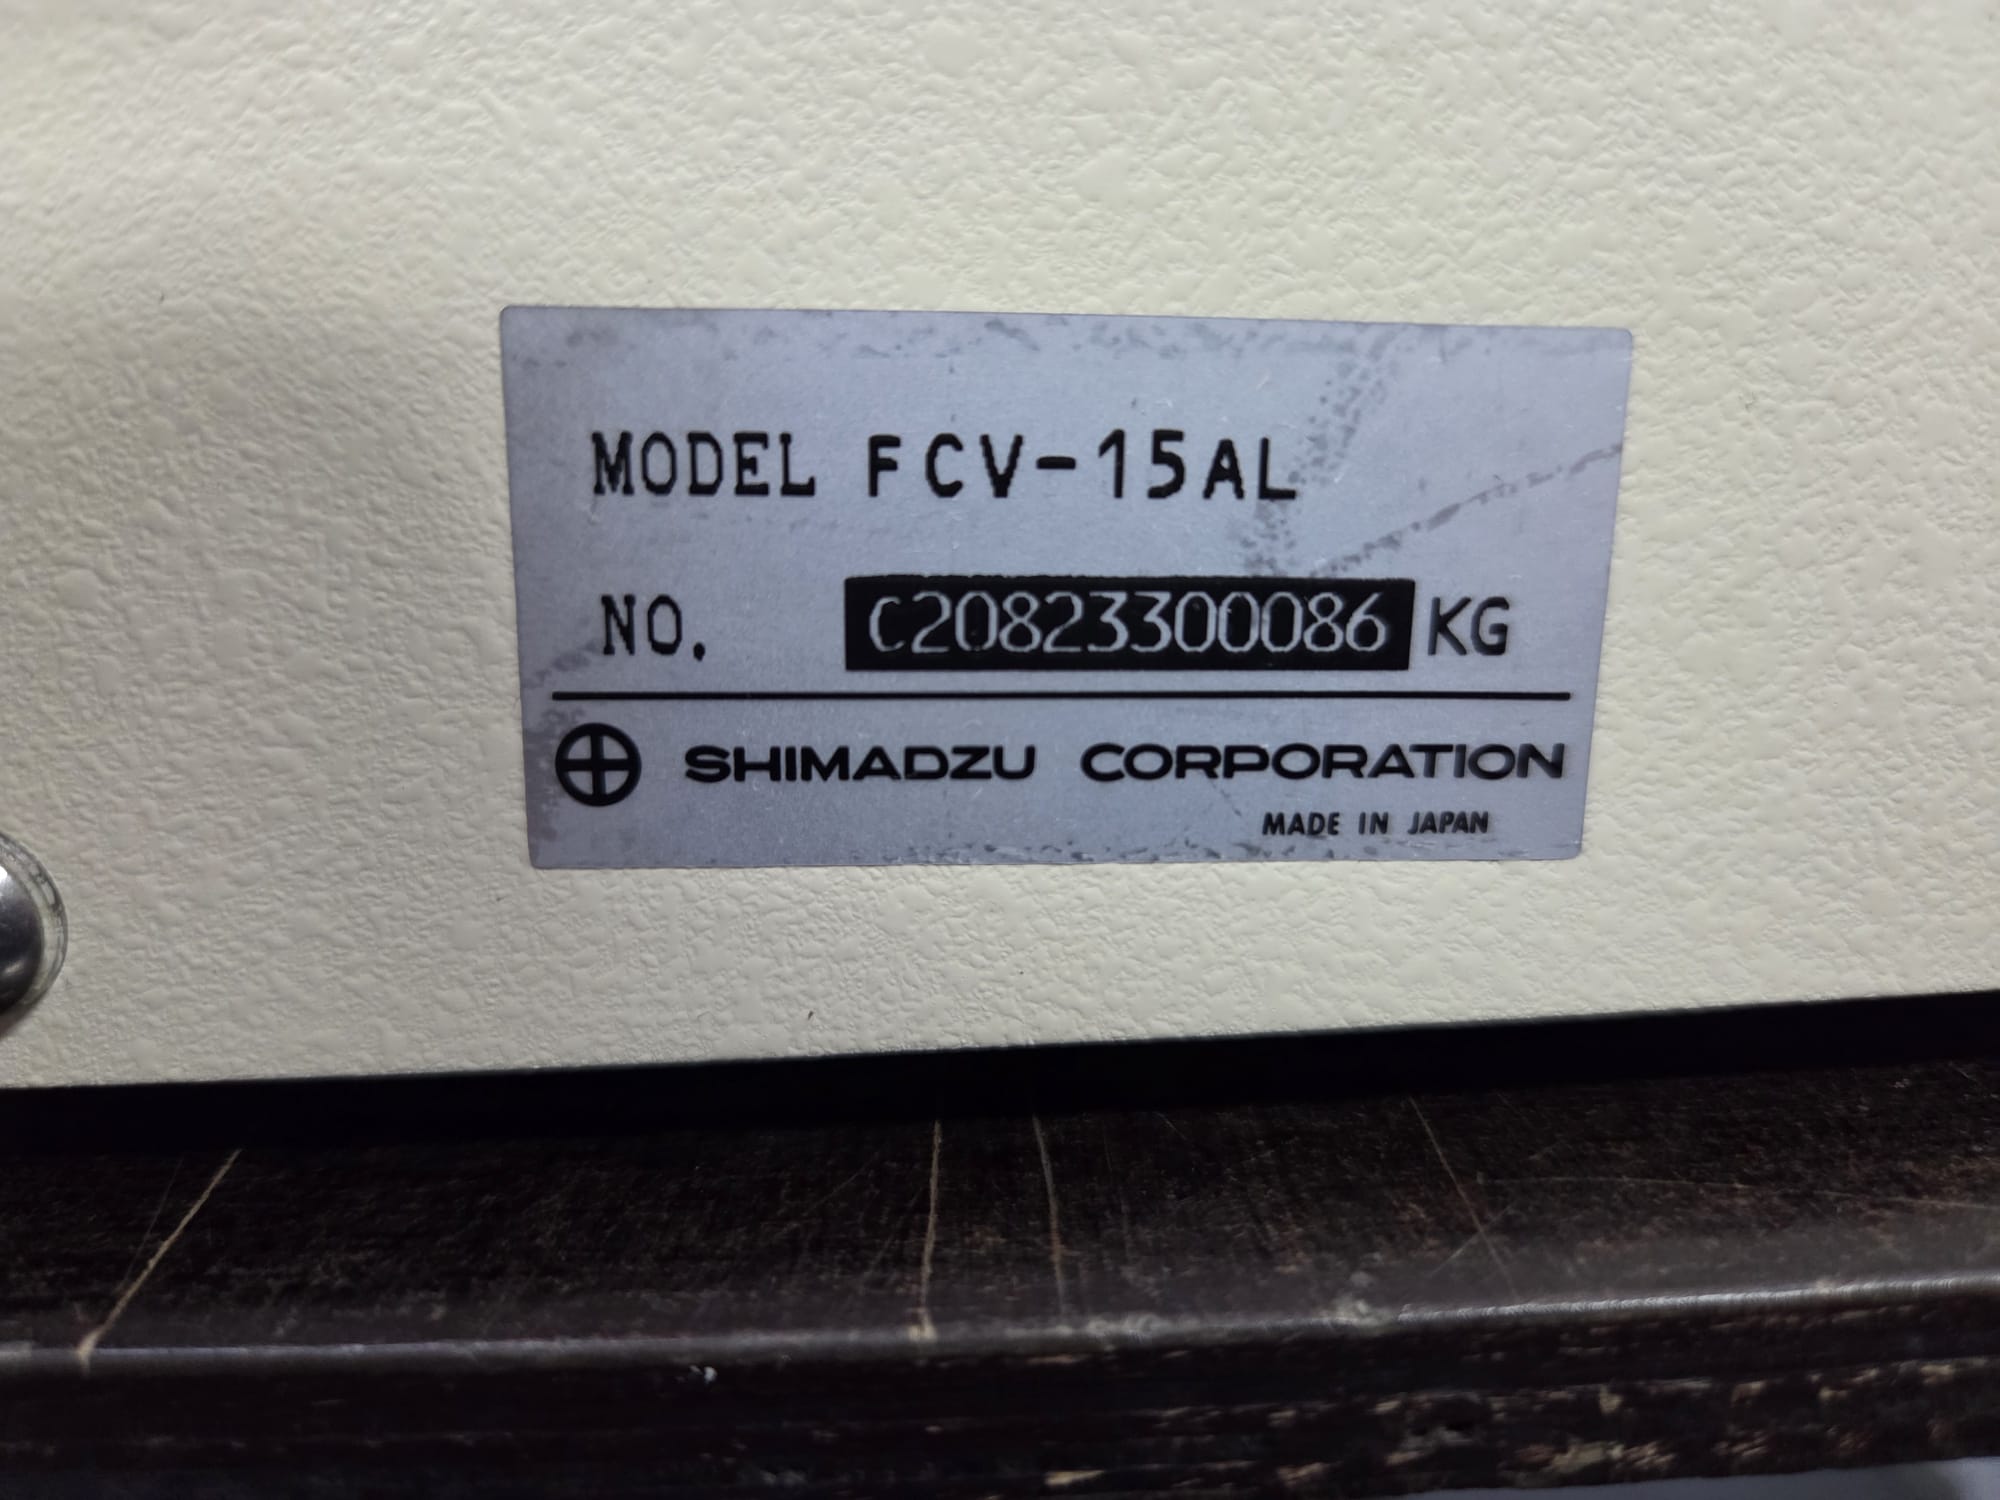 MODEL FCV-15AL
NO. C20823300086 KG
SHIMADZU CORPORATION
MADE IN JAPAN